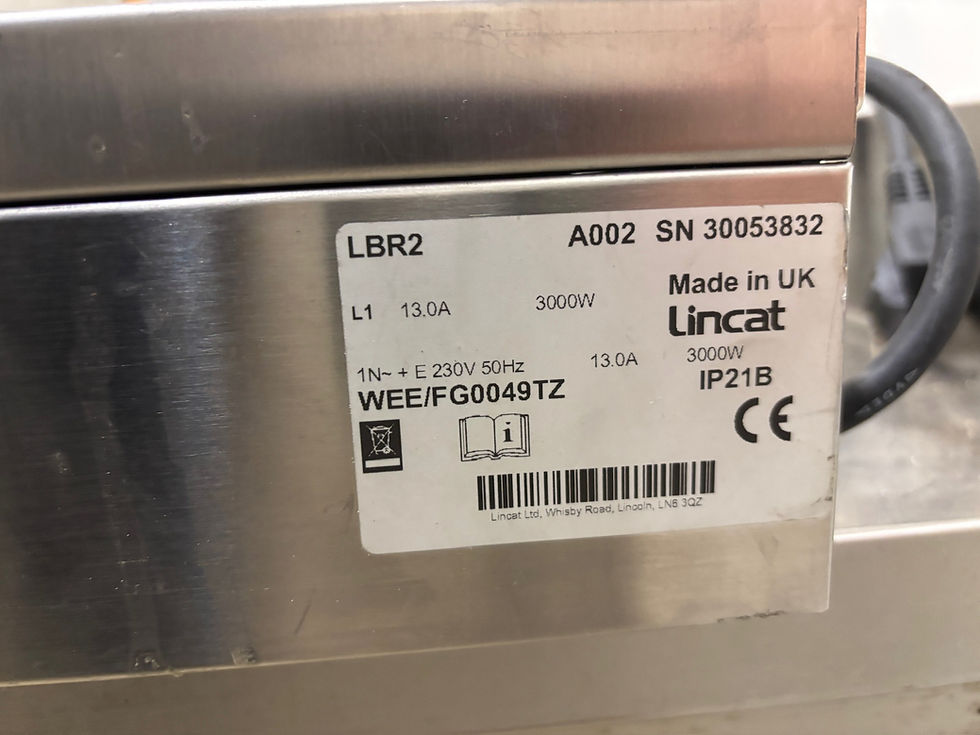 LBR2 A002 SN 30053832
Made in UK
L1 13.0A 3000W
Lincat
1N~ + E 230V 50Hz 13.0A 3000W
WEE/FG0049TZ IP21B
i
CE
Lincat Ltd, Whisby Road, Lincoln, LN6 3QZ